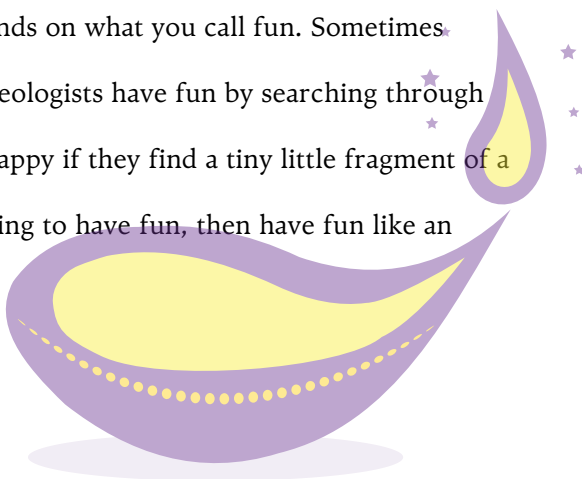 nds on what you call fun. Sometimes
eologists have fun by searching through
appy if they find a tiny little fragment of a
ing to have fun, then have fun like an